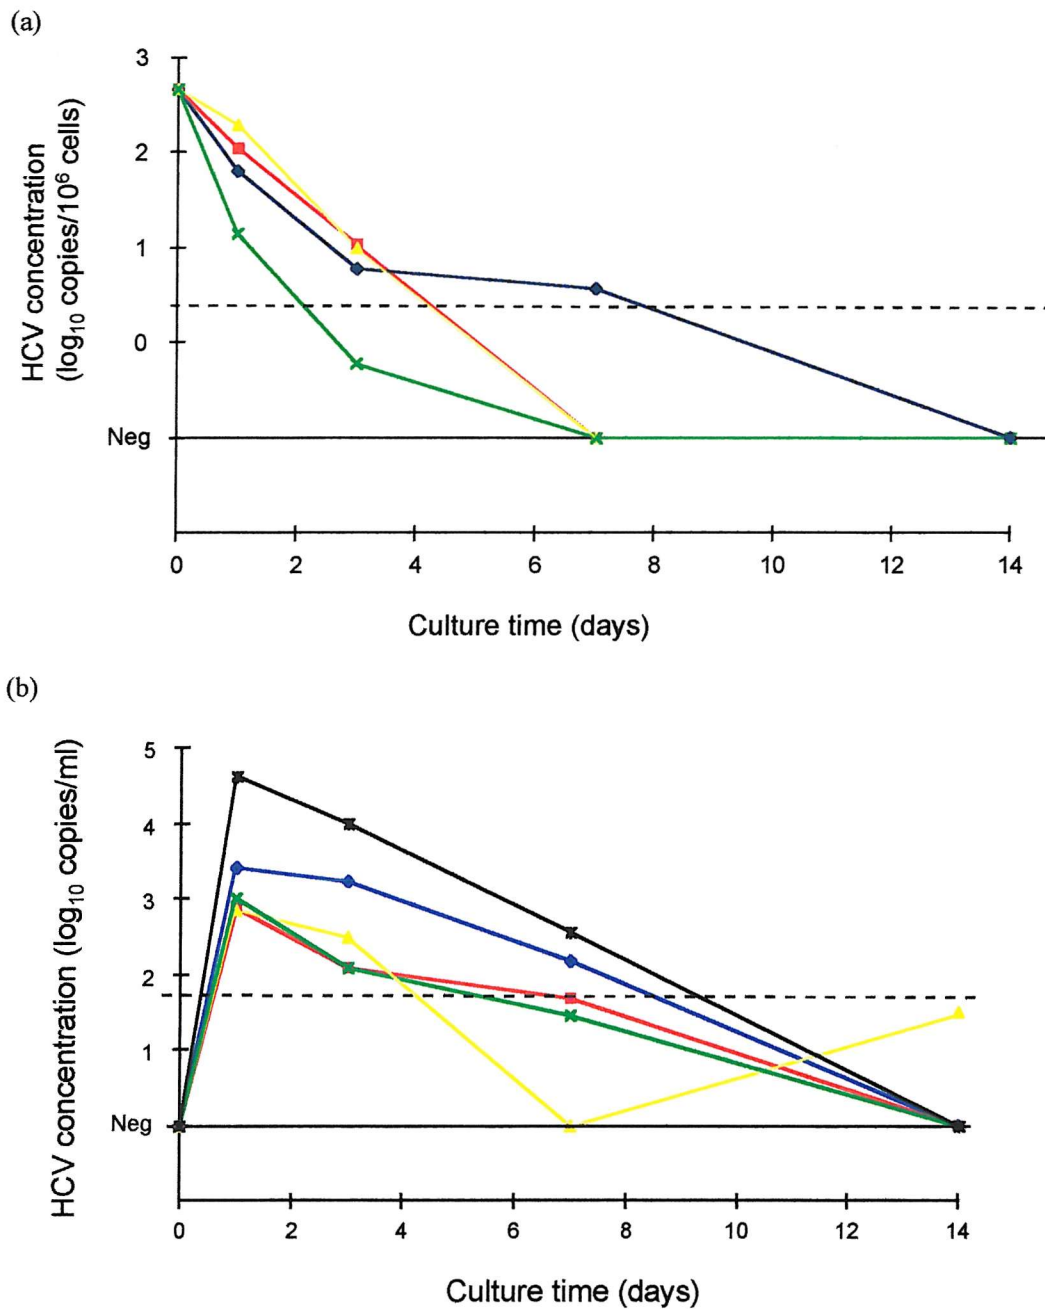 (a)
HCV concentration
(log₁₀ copies/10⁶ cells)
3
2
1
0
Neg
0 2 4 6 8 10 12 14
Culture time (days)
(b)
HCV concentration (log₁₀ copies/ml)
5
4
3
2
1
Neg
0 2 4 6 8 10 12 14
Culture time (days)